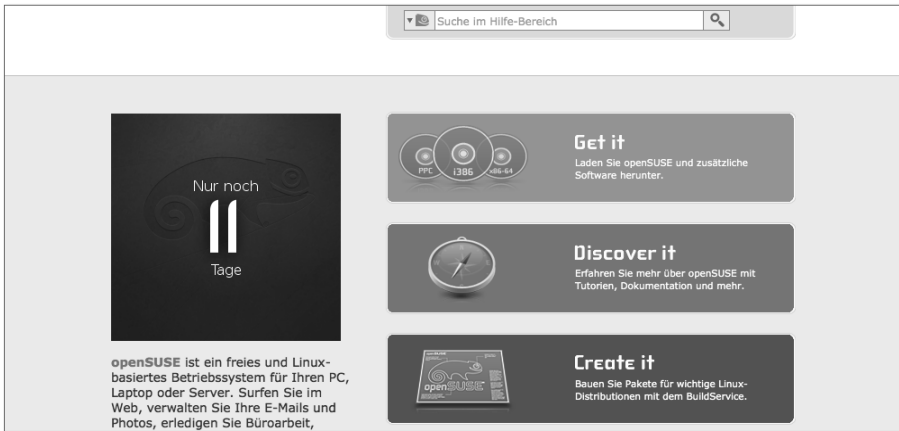 Suche im Hilfe-Bereich
Nur noch
11
Tage
openSUSE ist ein freies und Linux-
basiertes Betriebssystem für Ihren PC,
Laptop oder Server. Surfen Sie im
Web, verwalten Sie Ihre E-Mails und
Photos, erledigen Sie Büroarbeit,
PPC
i386
x86-64
Get it
Laden Sie openSUSE und zusätzliche
Software herunter.
Discover it
Erfahren Sie mehr über openSUSE mit
Tutorien, Dokumentation und mehr.
openSUSE
Create it
Bauen Sie Pakete für wichtige Linux-
Distributionen mit dem BuildService.